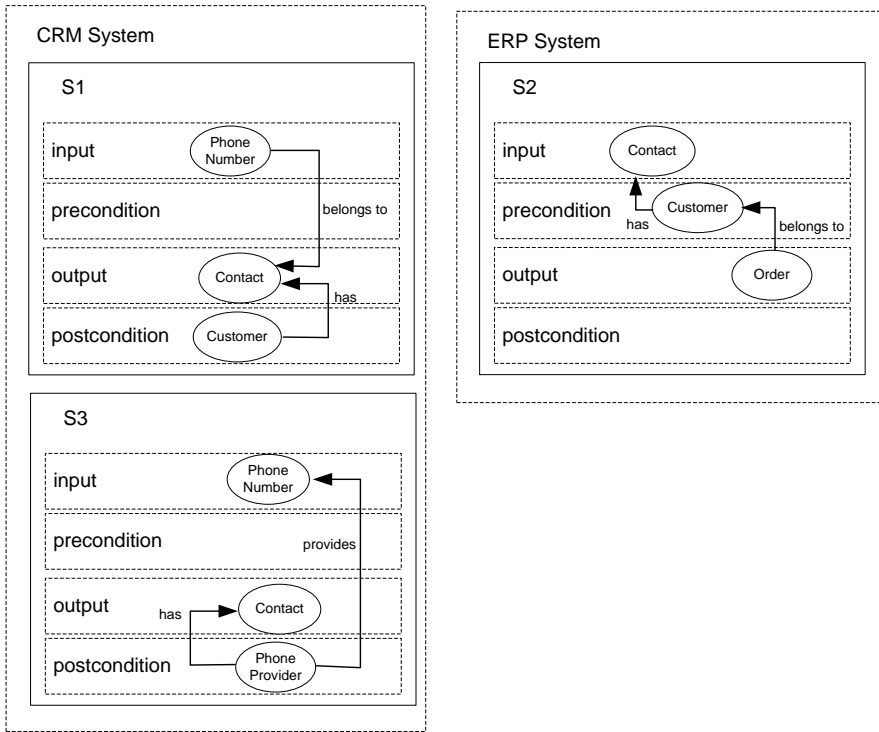 CRM System
S1
input
Phone
Number
precondition
belongs to
output
Contact
has
postcondition
Customer
S3
input
Phone
Number
precondition
provides
output
has
Contact
postcondition
Phone
Provider
ERP System
S2
input
Contact
precondition
has
Customer
belongs to
output
Order
postcondition